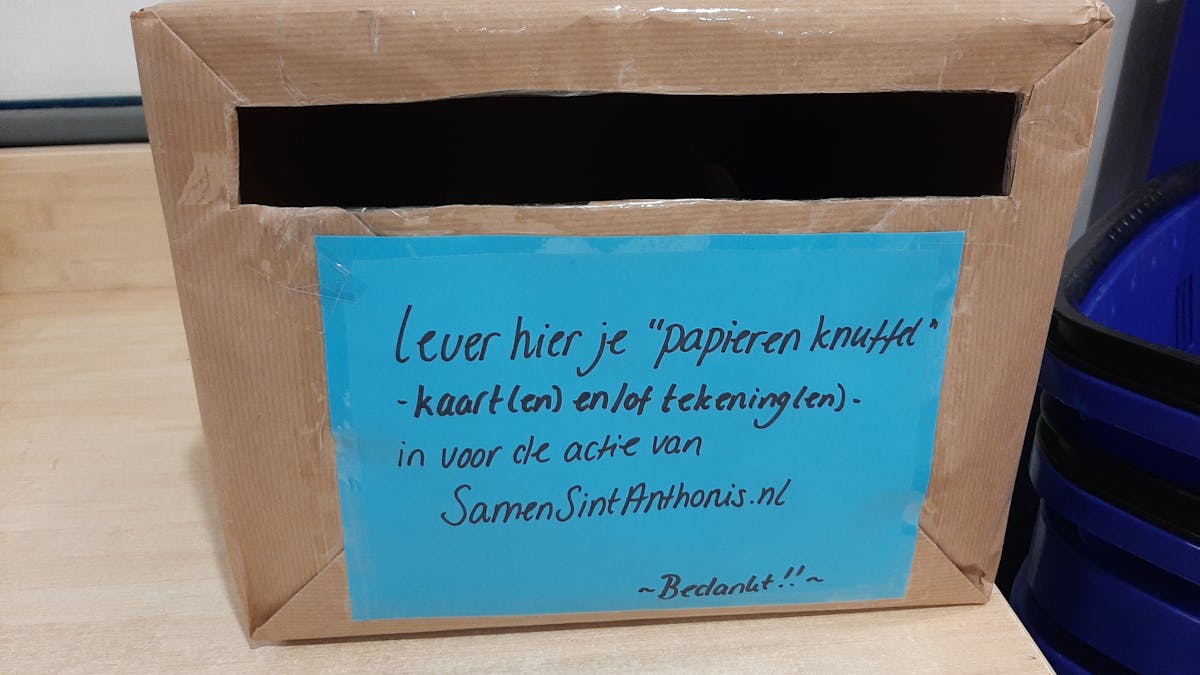 Lever hier je "papieren knuffel"
- kaart(en) en/of tekening(en) -
in voor de actie van
SamenSintAnthonis.nl
~ Bedankt!! ~